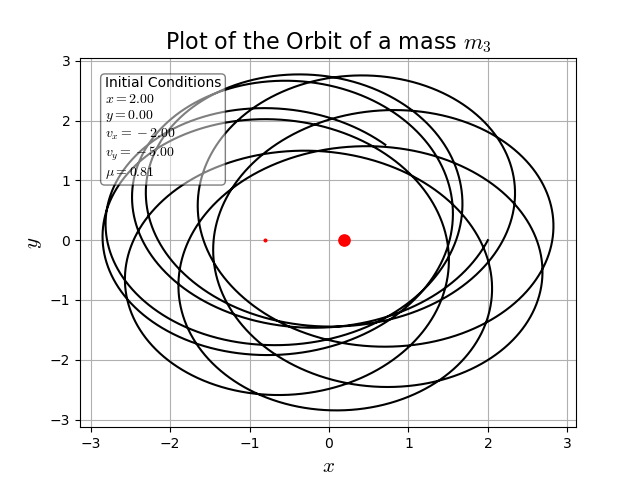 Plot of the Orbit of a mass m₃
Initial Conditions
x = 2.00
y = 0.00
vₓ = −2.00
v_y = −5.00
μ = 0.81
3
2
1
0
−1
−2
−3
y
−3 −2 −1 0 1 2 3
x